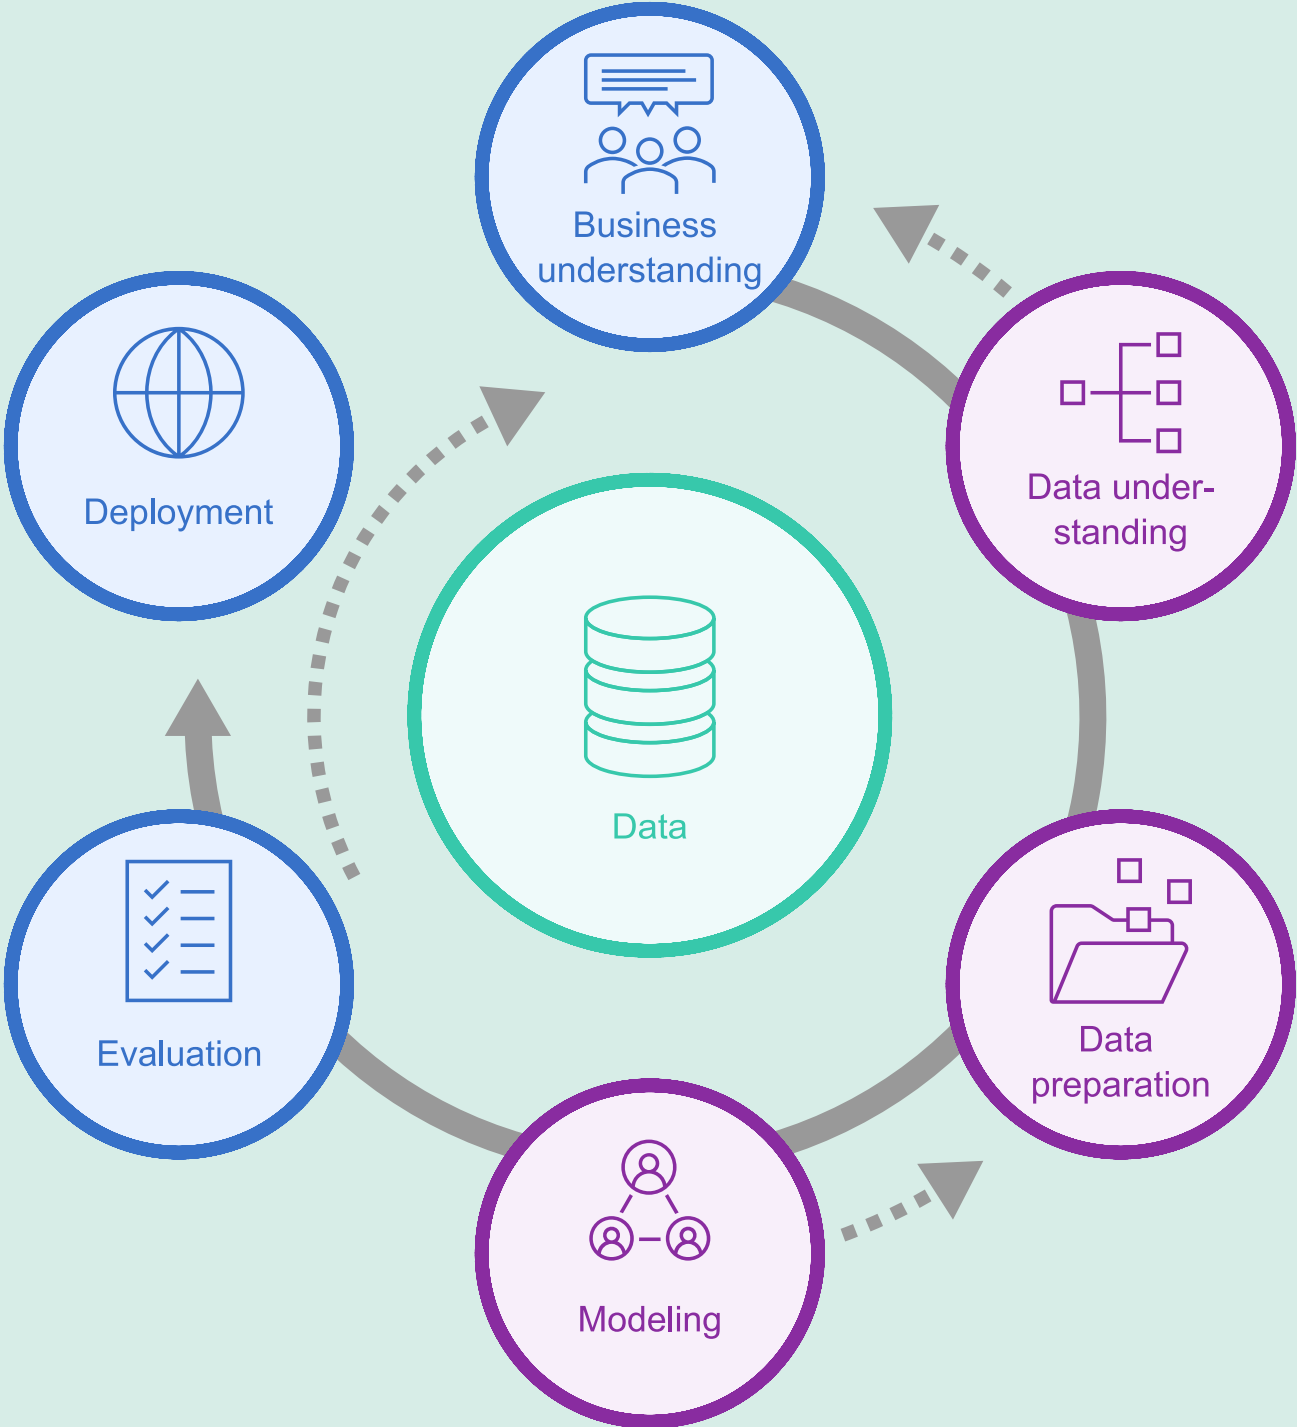 Business
understanding
Data under-
standing
Data
preparation
Modeling
Evaluation
Deployment
Data